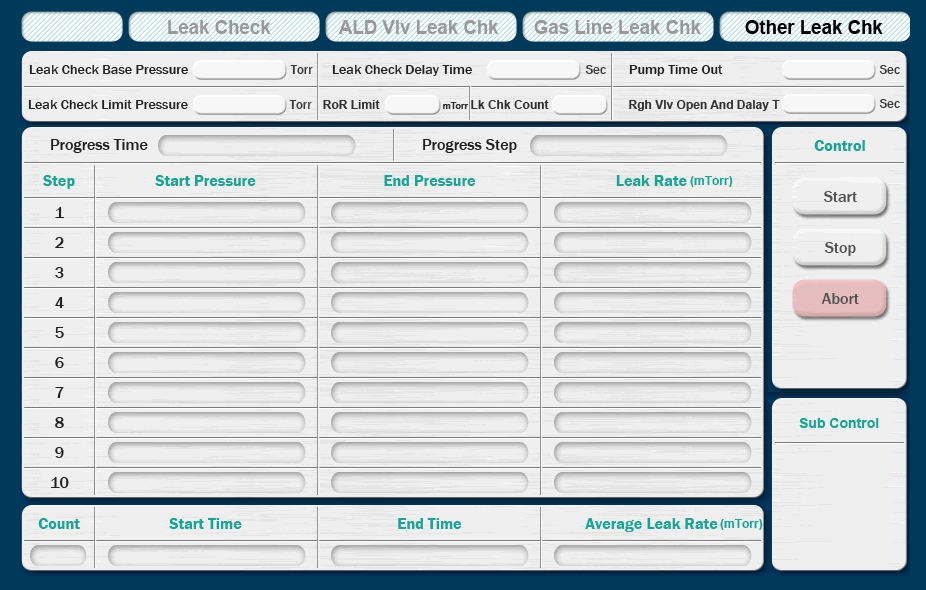 Leak Check
ALD Vlv Leak Chk
Gas Line Leak Chk
Other Leak Chk
Leak Check Base Pressure Torr
Leak Check Delay Time Sec
Pump Time Out Sec
Leak Check Limit Pressure Torr
RoR Limit mTorr
Lk Chk Count
Rgh Vlv Open And Dalay T Sec
Progress Time
Progress Step
Step Start Pressure End Pressure Leak Rate (mTorr)
1
2
3
4
5
6
7
8
9
10
Count Start Time End Time Average Leak Rate (mTorr)
Control
Start
Stop
Abort
Sub Control